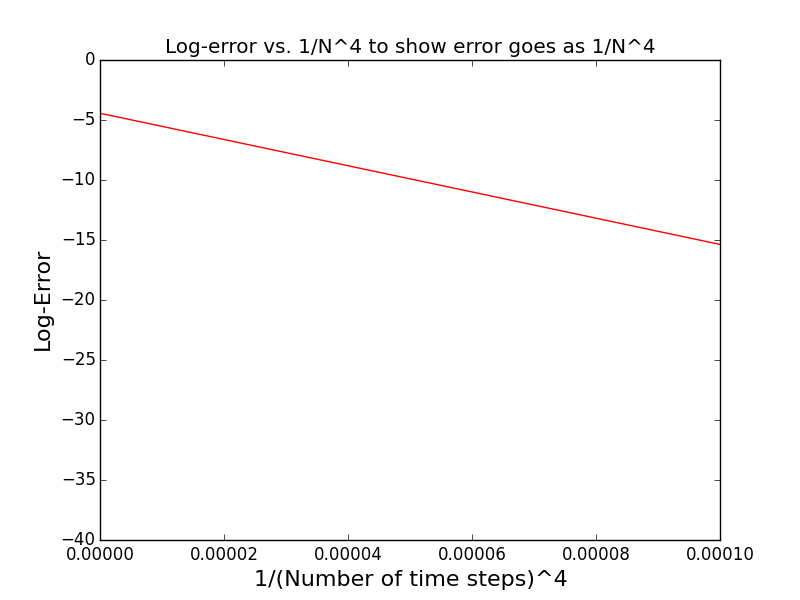 Log-error vs. 1/N^4 to show error goes as 1/N^4
0
−5
−10
−15
−20
−25
−30
−35
−40
Log-Error
0.00000 0.00002 0.00004 0.00006 0.00008 0.00010
1/(Number of time steps)^4